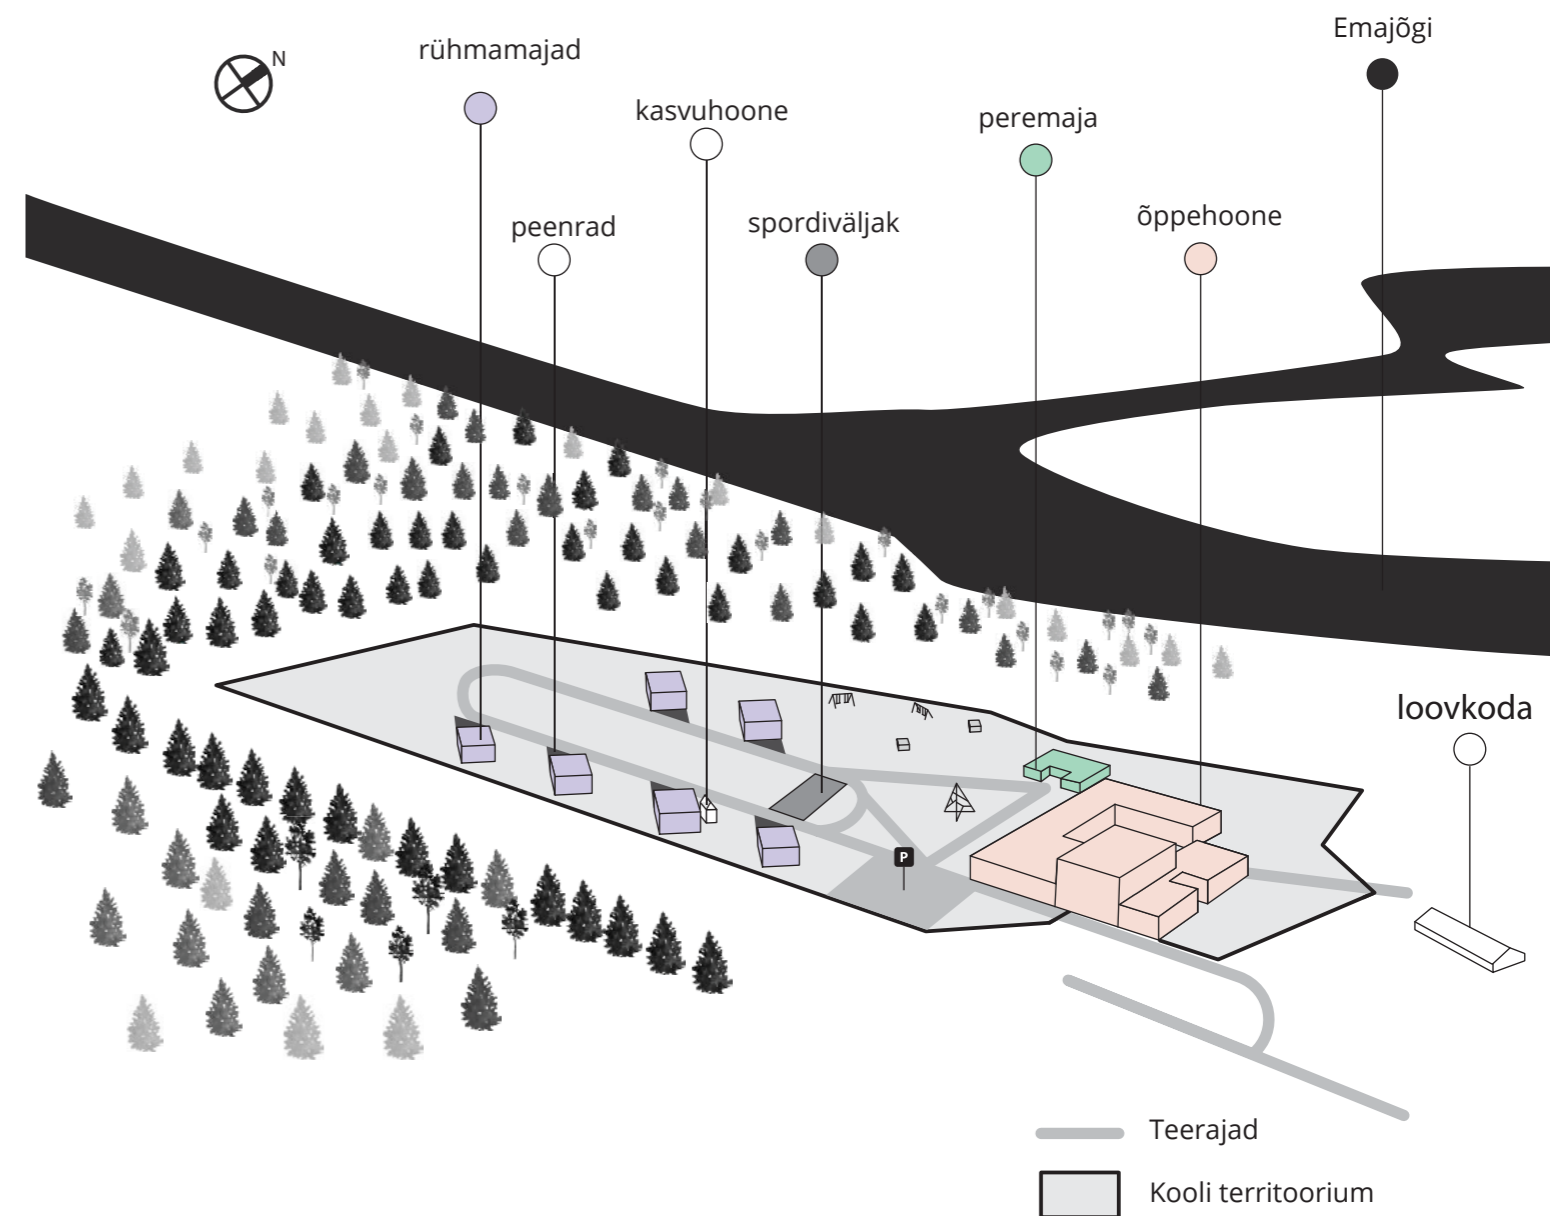 Emajõgi
rühmamajad
N
kasvuhoone
peremaja
peenrad
spordiväljak
õppehoone
loovkoda
P
Teerajad
Kooli territoorium